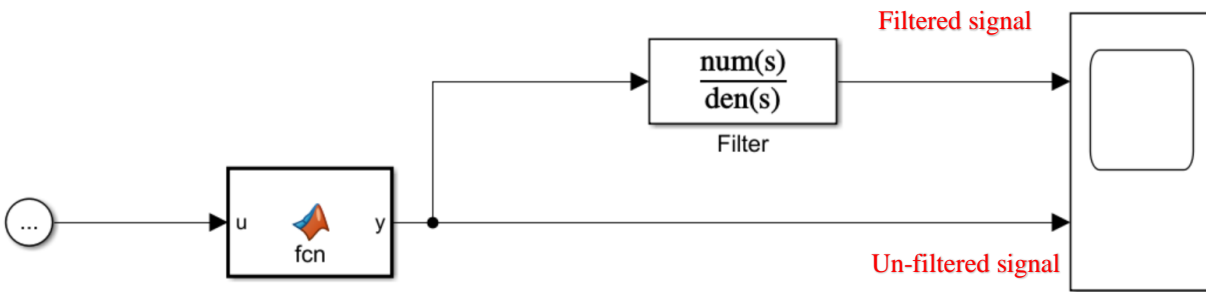 Filtered signal
num(s)
den(s)
Filter
...
u
y
fcn
Un-filtered signal